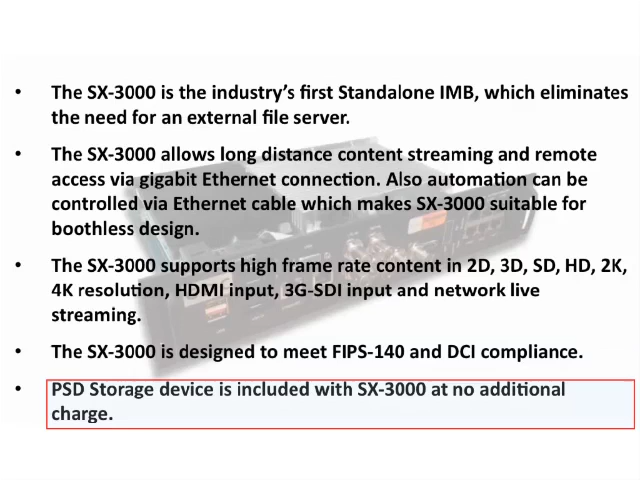 • The SX-3000 is the industry’s first Standalone IMB, which eliminates
the need for an external file server.
• The SX-3000 allows long distance content streaming and remote
access via gigabit Ethernet connection. Also automation can be
controlled via Ethernet cable which makes SX-3000 suitable for
boothless design.
• The SX-3000 supports high frame rate content in 2D, 3D, SD, HD, 2K,
4K resolution, HDMI input, 3G-SDI input and network live
streaming.
• The SX-3000 is designed to meet FIPS-140 and DCI compliance.
• PSD Storage device is included with SX-3000 at no additional
charge.